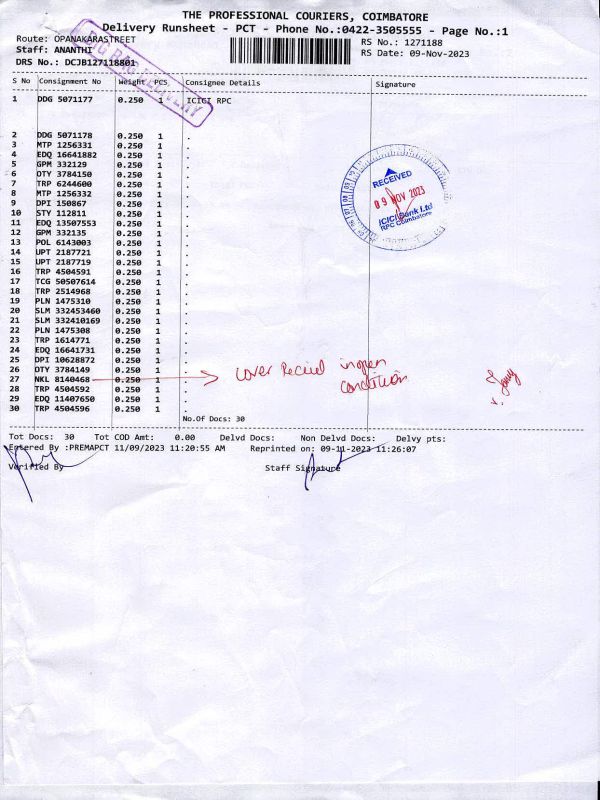 THE PROFESSIONAL COURIERS, COIMBATORE
Delivery Runsheet - PCT - Phone No.:0422-3505555 - Page No.:1
Route: OPANAKARASTREET RS No.: 1271188
Staff: ANANTHI RS Date: 09-Nov-2023
DRS No.: DCJB127118801
S No Consignment No Weight PCS Consignee Details Signature
1 DDG 5071177 0.250 1 ICICI RPC
2 DDG 5071178 0.250 1 .
3 MTP 1256331 0.250 1 .
4 EDQ 16641882 0.250 1 .
5 GPM 332129 0.250 1 .
6 OTY 3784150 0.250 1 .
7 TRP 6244600 0.250 1 .
8 MTP 1256332 0.250 1 .
9 DPI 150867 0.250 1 .
10 STY 112811 0.250 1 .
11 EDQ 13507553 0.250 1 .
12 GPM 332135 0.250 1 .
13 POL 6143003 0.250 1 .
14 UPT 2187721 0.250 1 .
15 UPT 2187719 0.250 1 .
16 TRP 4504591 0.250 1 .
17 TCG 50507614 0.250 1 .
18 TRP 2514968 0.250 1 .
19 PLN 1475310 0.250 1 .
20 SLM 332453460 0.250 1 .
21 SLM 332410169 0.250 1 .
22 PLN 1475308 0.250 1 .
23 TRP 1614771 0.250 1 .
24 EDQ 16641731 0.250 1 .
25 DPI 10628872 0.250 1 .
26 OTY 3784149 0.250 1 .
27 NKL 8140468 0.250 1 .
28 TRP 4504592 0.250 1 .
29 EDQ 11407650 0.250 1 .
30 TRP 4504596 0.250 1 .
RECEIVED
09 NOV 2023
ICICI Bank Ltd
RPC Coimbatore
cover Recied in open
condition
No.Of Docs: 30
Tot Docs: 30 Tot COD Amt: 0.00 Delvd Docs: Non Delvd Docs: Delvy pts:
Entered By :PREMAPCT 11/09/2023 11:20:55 AM Reprinted on: 09-11-2023 11:26:07
Verified By Staff Signature